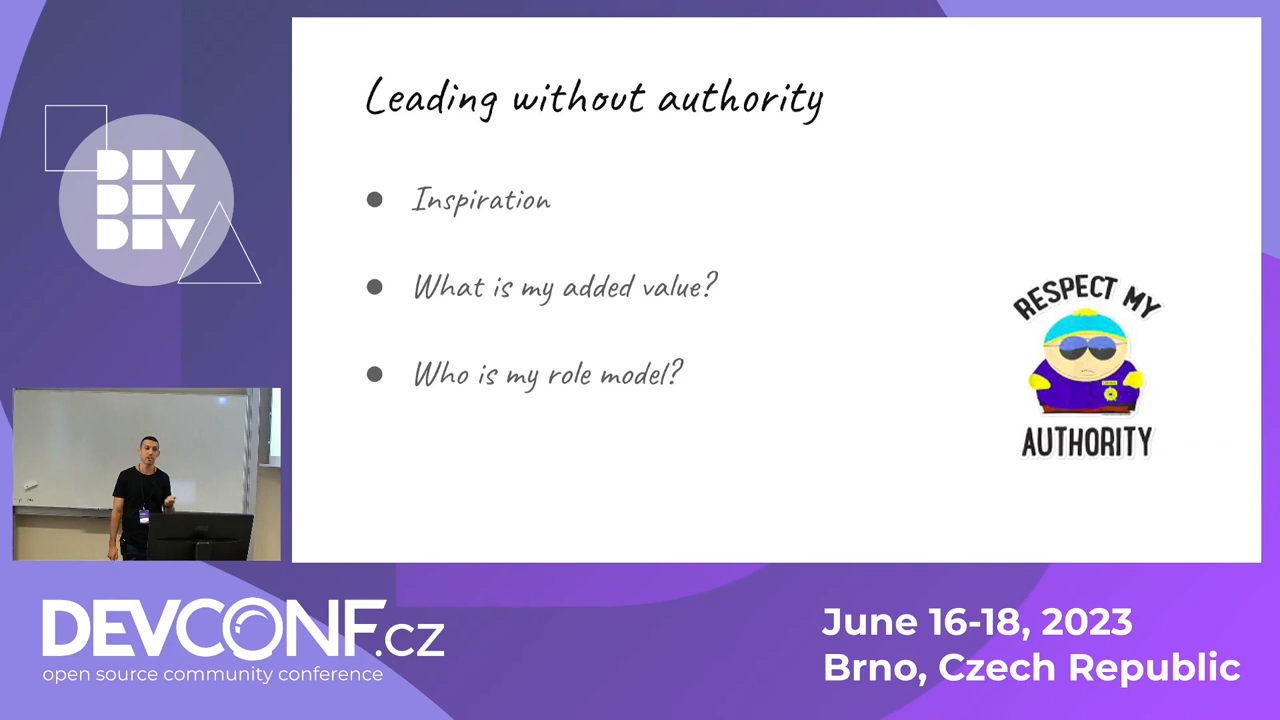 DEV
DEV
DEV
Leading without authority
Inspiration
What is my added value?
Who is my role model?
RESPECT MY
AUTHORITY
DEVCONF.cz
open source community conference
June 16-18, 2023
Brno, Czech Republic